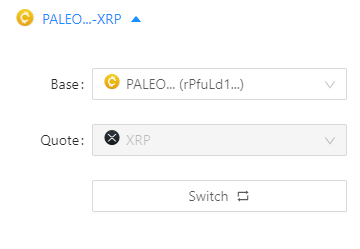 PALEO...-XRP
Base: PALEO... (rPfuLd1...)
Quote: XRP
Switch